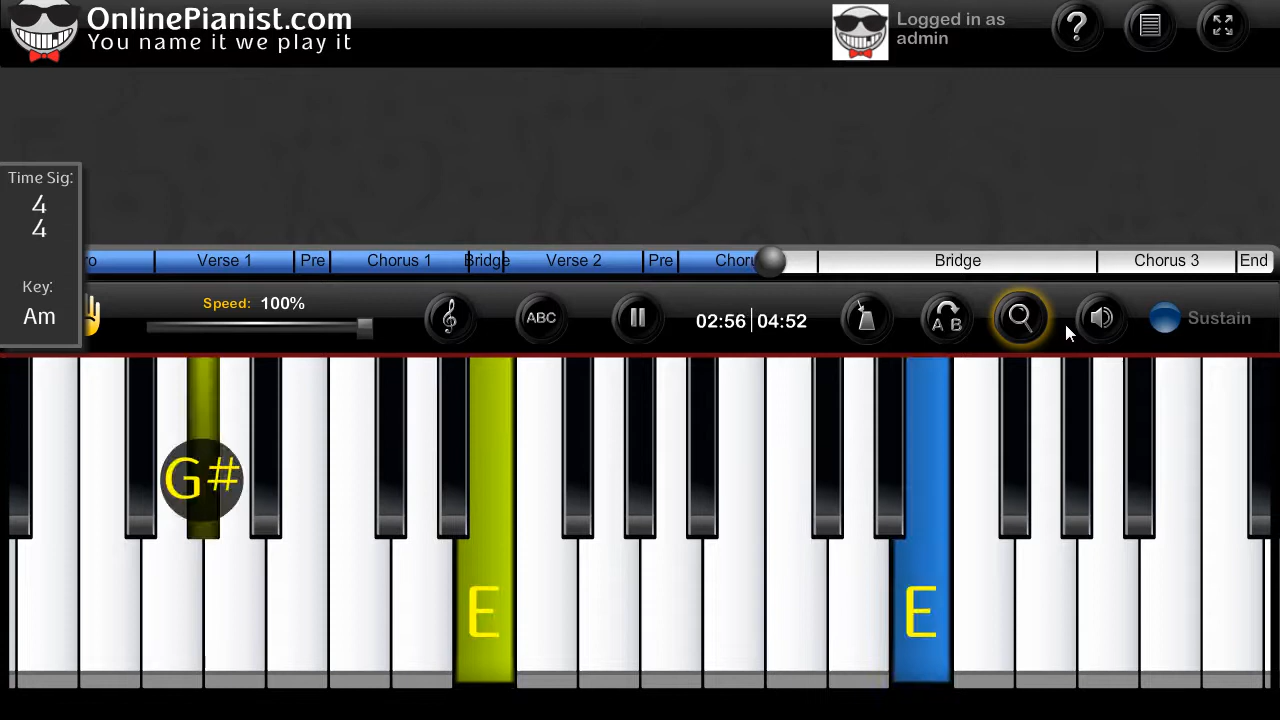 OnlinePianist.com
You name it we play it
Logged in as
admin
?
Time Sig:
4
4
Key:
Am
Verse 1
Pre
Chorus 1
Bridge
Verse 2
Pre
Bridge
Chorus 3
End
Speed: 100%
ABC
02:56|04:52
A B
Sustain
G#
E
E